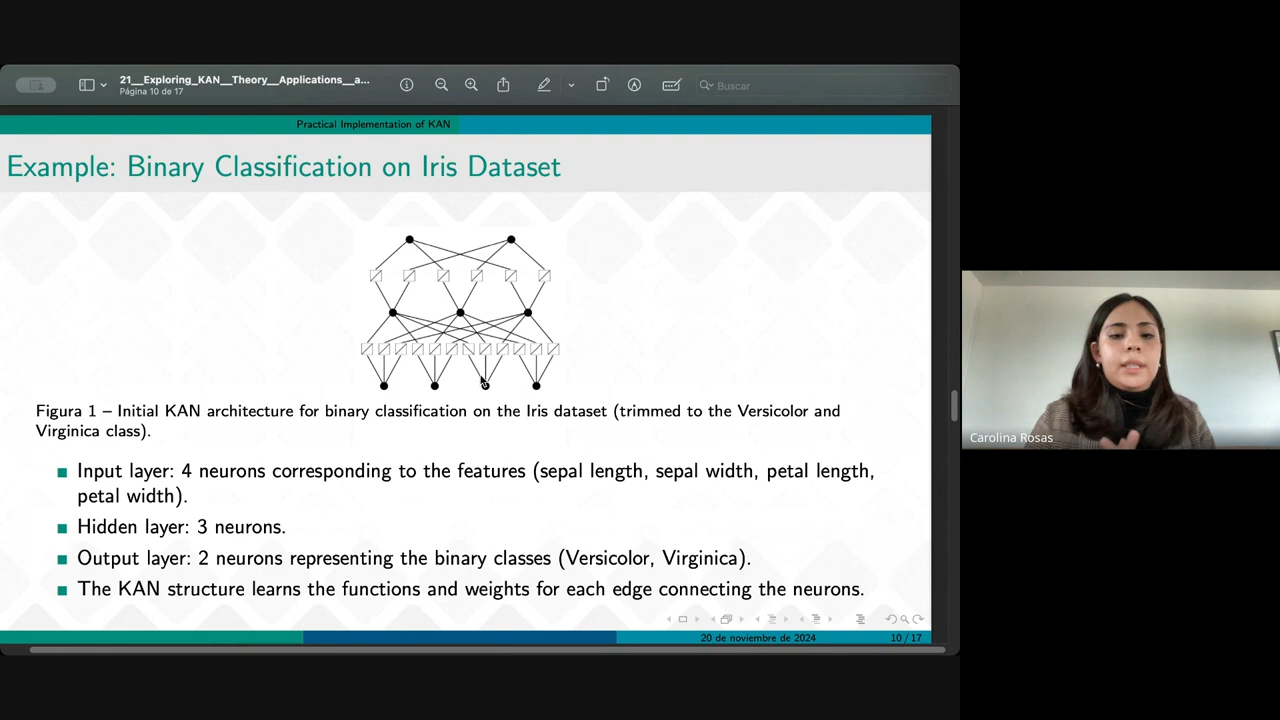 21__Exploring_KAN__Theory__Applications__a...
Página 10 de 17
Buscar
Practical Implementation of KAN
Example: Binary Classification on Iris Dataset
Figura 1 – Initial KAN architecture for binary classification on the Iris dataset (trimmed to the Versicolor and
Virginica class).
Input layer: 4 neurons corresponding to the features (sepal length, sepal width, petal length,
petal width).
Hidden layer: 3 neurons.
Output layer: 2 neurons representing the binary classes (Versicolor, Virginica).
The KAN structure learns the functions and weights for each edge connecting the neurons.
20 de noviembre de 2024
10 / 17
Carolina Rosas